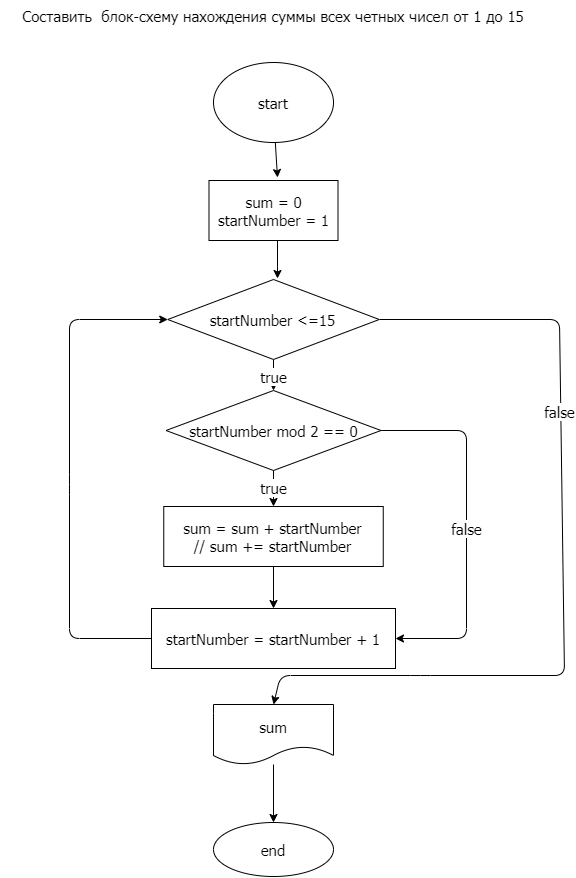 Составить блок-схему нахождения суммы всех четных чисел от 1 до 15
start
sum = 0
startNumber = 1
startNumber <=15
true
false
startNumber mod 2 == 0
true
sum = sum + startNumber
// sum += startNumber
false
startNumber = startNumber + 1
sum
end